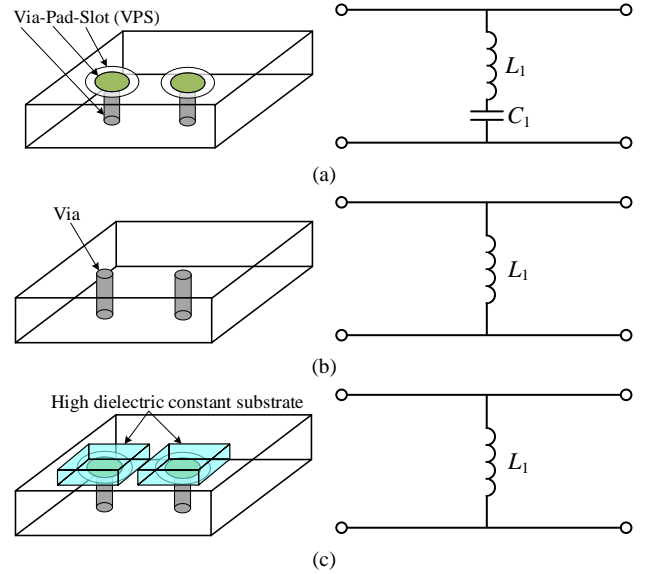 Via-Pad-Slot (VPS)
L1
C1
(a)
Via
L1
(b)
High dielectric constant substrate
L1
(c)